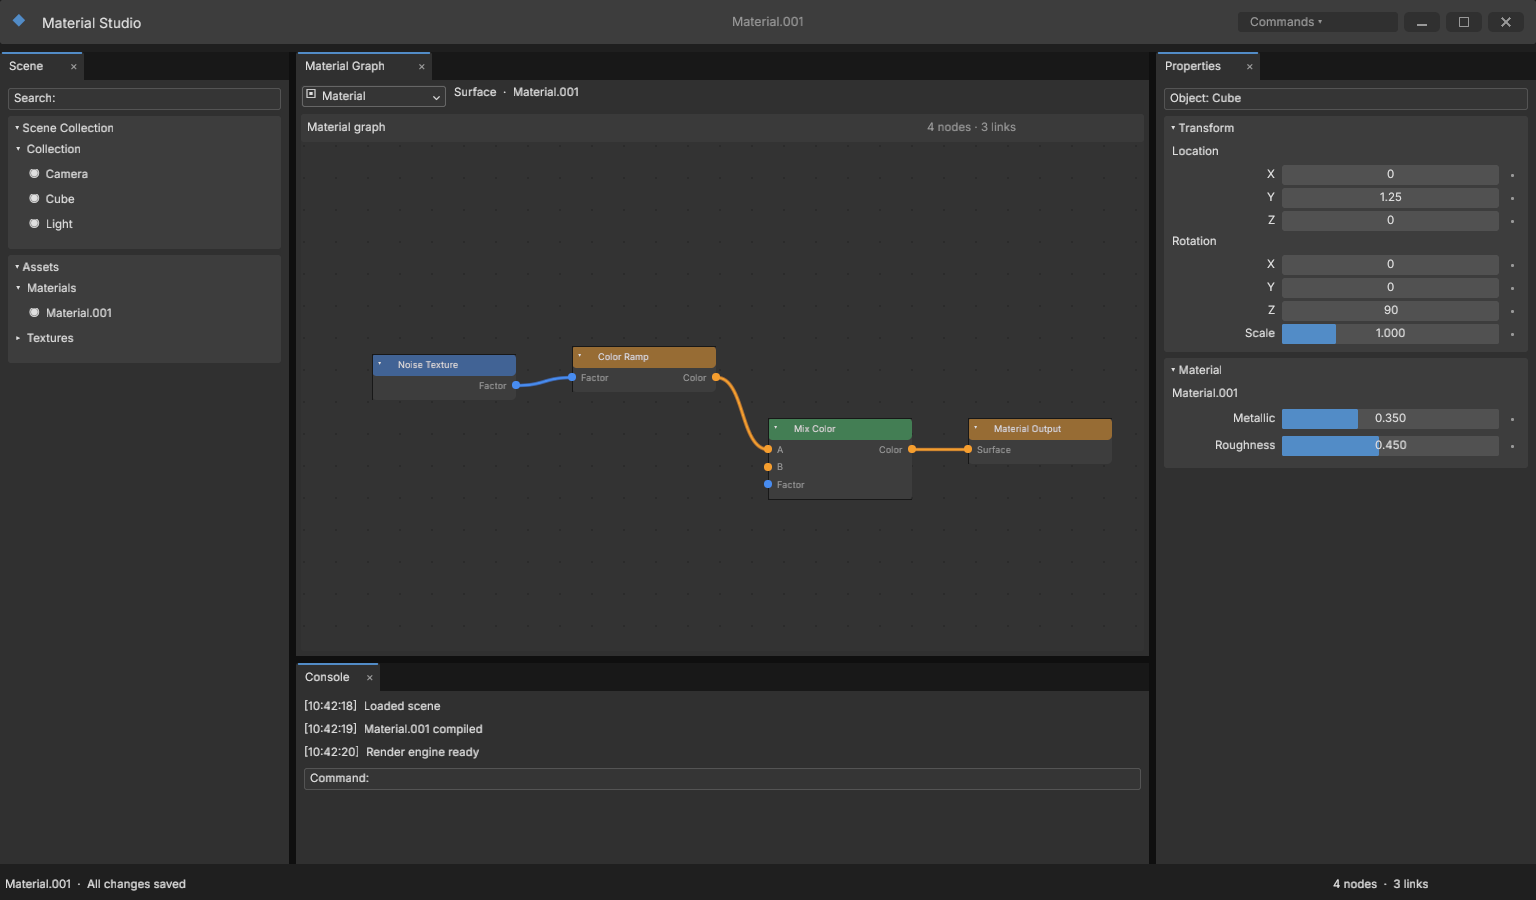 Material Studio
Material.001
Commands
Scene
Search:
Scene Collection
Collection
Camera
Cube
Light
Assets
Materials
Material.001
Textures
Material Graph
Material
Surface · Material.001
Material graph
4 nodes · 3 links
Noise Texture
Factor
Color Ramp
Factor
Color
Mix Color
A
Color
B
Factor
Material Output
Surface
Console
[10:42:18] Loaded scene
[10:42:19] Material.001 compiled
[10:42:20] Render engine ready
Command:
Properties
Object: Cube
Transform
Location
X 0
Y 1.25
Z 0
Rotation
X 0
Y 0
Z 90
Scale 1.000
Material
Material.001
Metallic 0.350
Roughness 0.450
Material.001 · All changes saved
4 nodes · 3 links